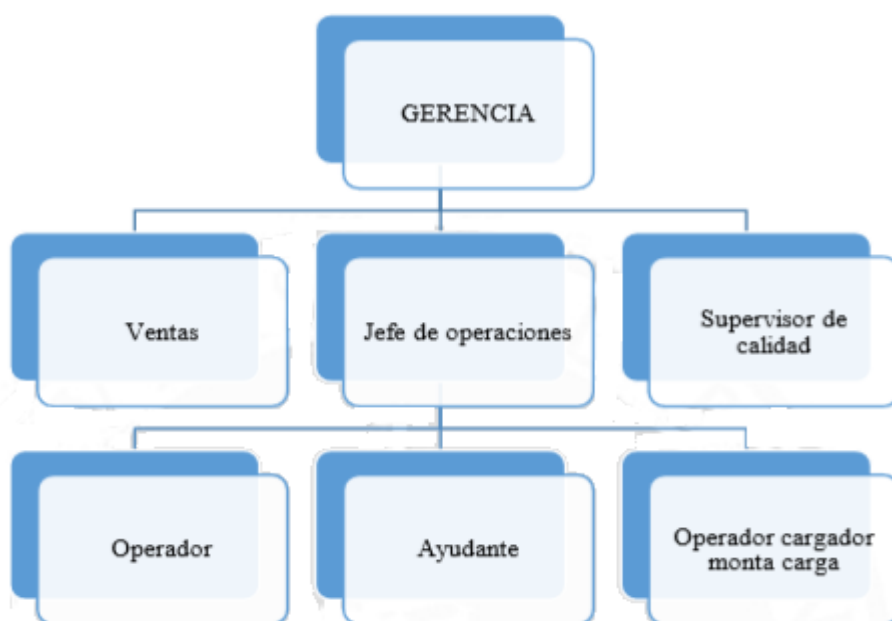 GERENCIA
Ventas
Jefe de operaciones
Supervisor de
calidad
Operador
Ayudante
Operador cargador
monta carga